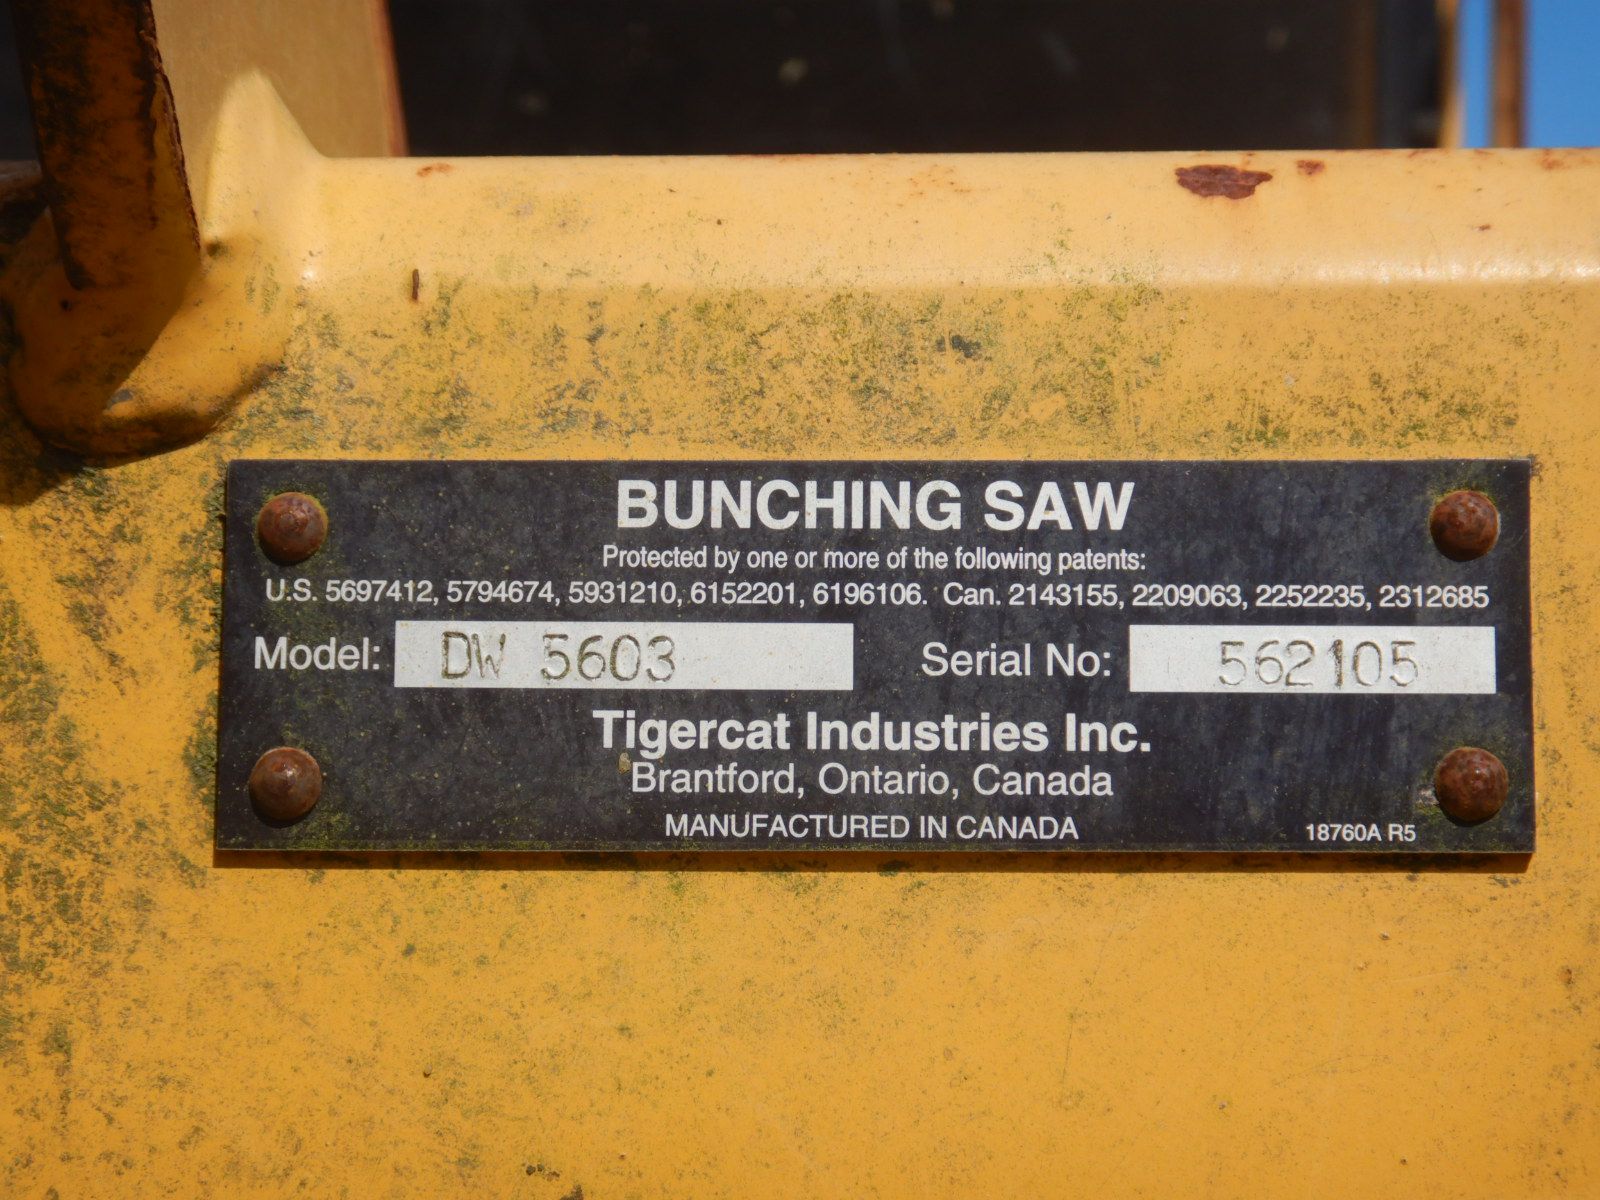 BUNCHING SAW
Protected by one or more of the following patents:
U.S. 5697412, 5794674, 5931210, 6152201, 6196106. Can. 2143155, 2209063, 2252235, 2312685
Model: DW 5603 Serial No: 562105
Tigercat Industries Inc.
Brantford, Ontario, Canada
MANUFACTURED IN CANADA 18760A R5